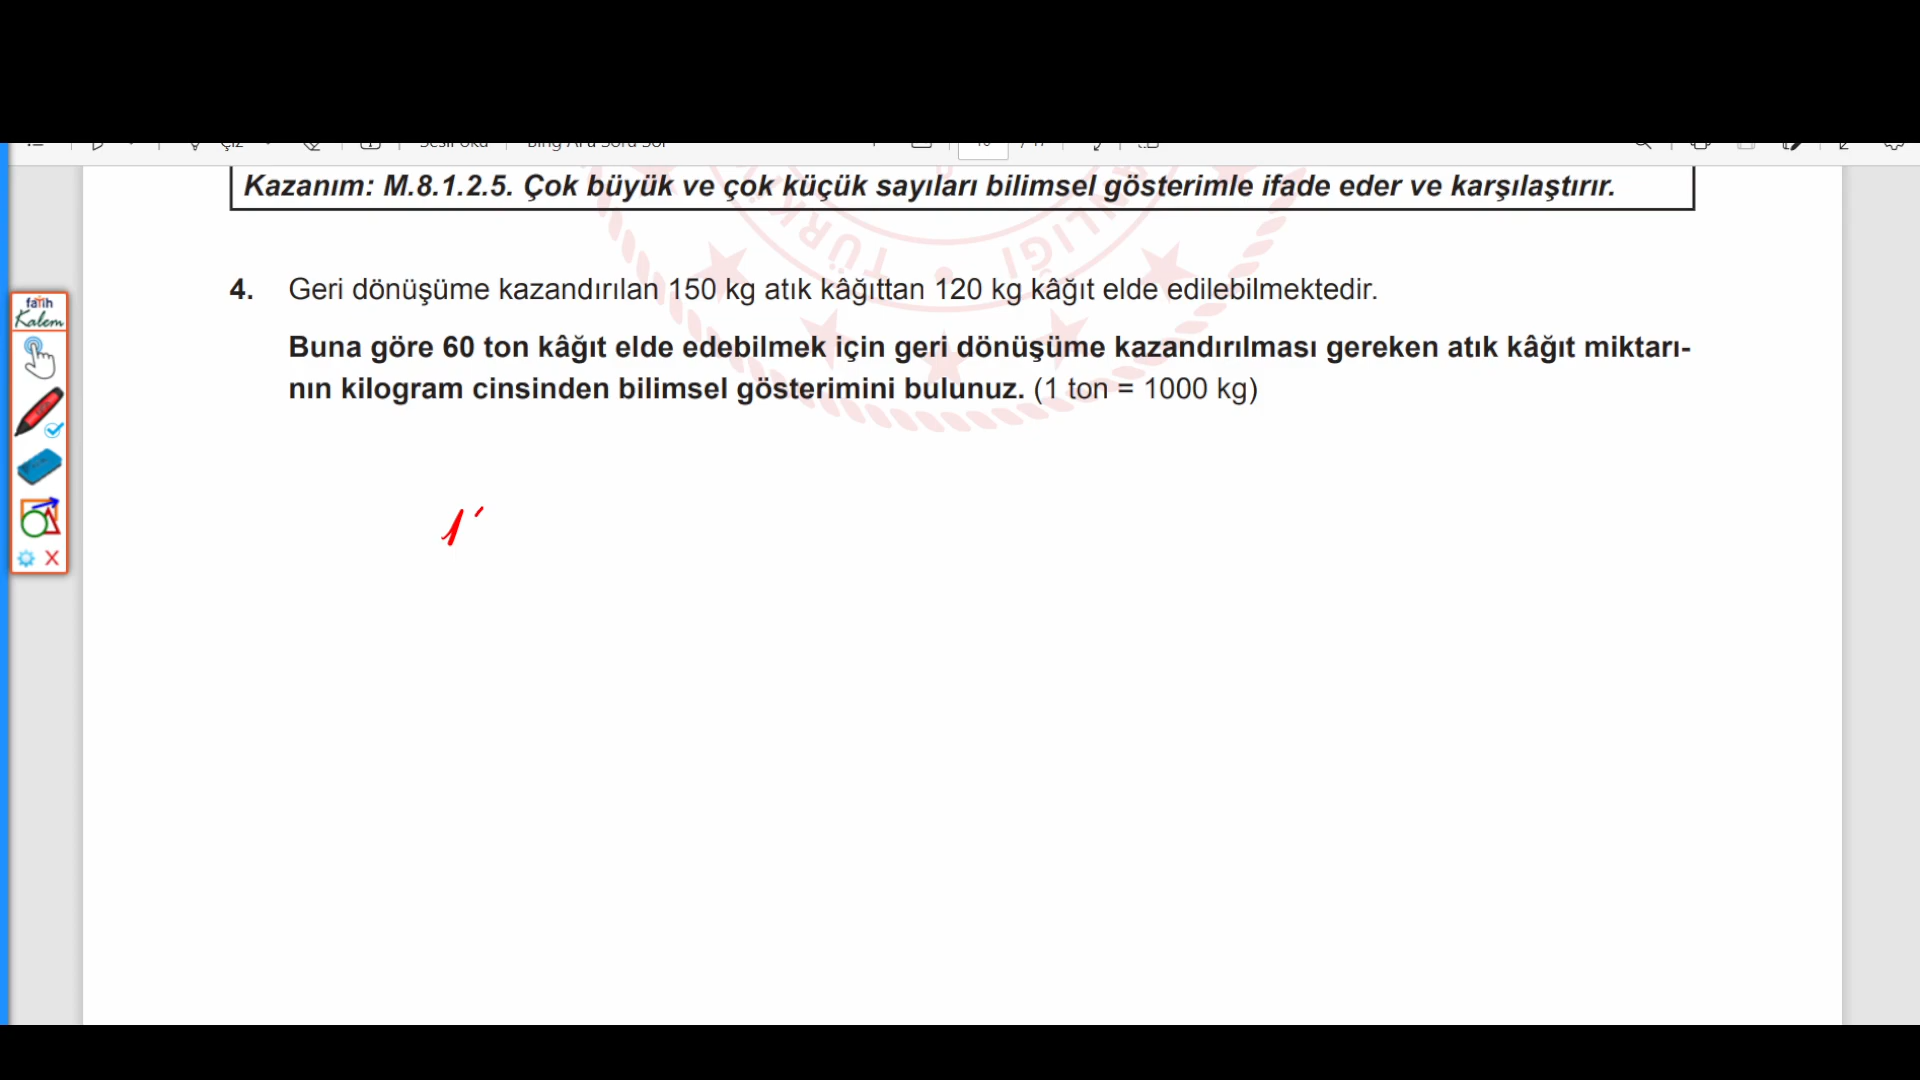 Kazanım: M.8.1.2.5. Çok büyük ve çok küçük sayıları bilimsel gösterimle ifade eder ve karşılaştırır.
4. Geri dönüşüme kazandırılan 150 kg atık kâğıttan 120 kg kâğıt elde edilebilmektedir.
Buna göre 60 ton kâğıt elde edebilmek için geri dönüşüme kazandırılması gereken atık kâğıt miktarı-
nın kilogram cinsinden bilimsel gösterimini bulunuz. (1 ton = 1000 kg)
fatih
Kalem